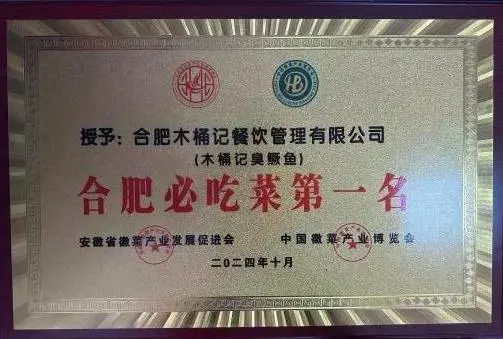 授予：合肥木桶记餐饮管理有限公司
(木桶记臭鳜鱼)
合肥必吃菜第一名
安徽省徽菜产业发展促进会 中国徽菜产业博览会
二〇二四年十月